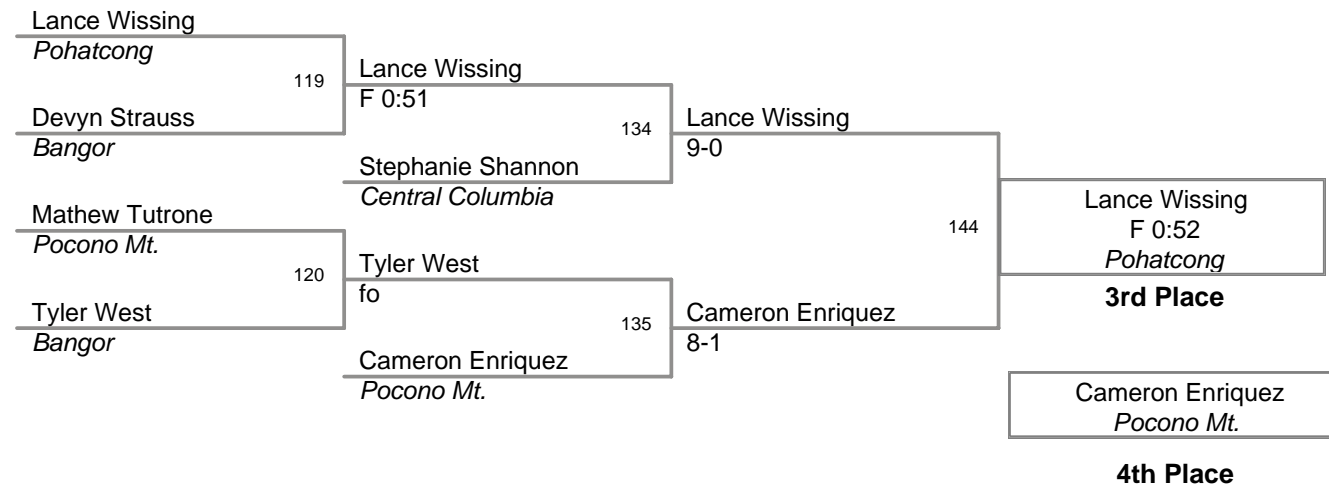 Lance Wissing
Pohatcong
119
Devyn Strauss
Bangor
Mathew Tutrone
Pocono Mt.
120
Tyler West
Bangor
Lance Wissing
F 0:51
134
Stephanie Shannon
Central Columbia
Tyler West
fo
135
Cameron Enriquez
Pocono Mt.
Lance Wissing
9-0
144
Cameron Enriquez
8-1
Lance Wissing
F 0:52
Pohatcong
3rd Place
Cameron Enriquez
Pocono Mt.
4th Place